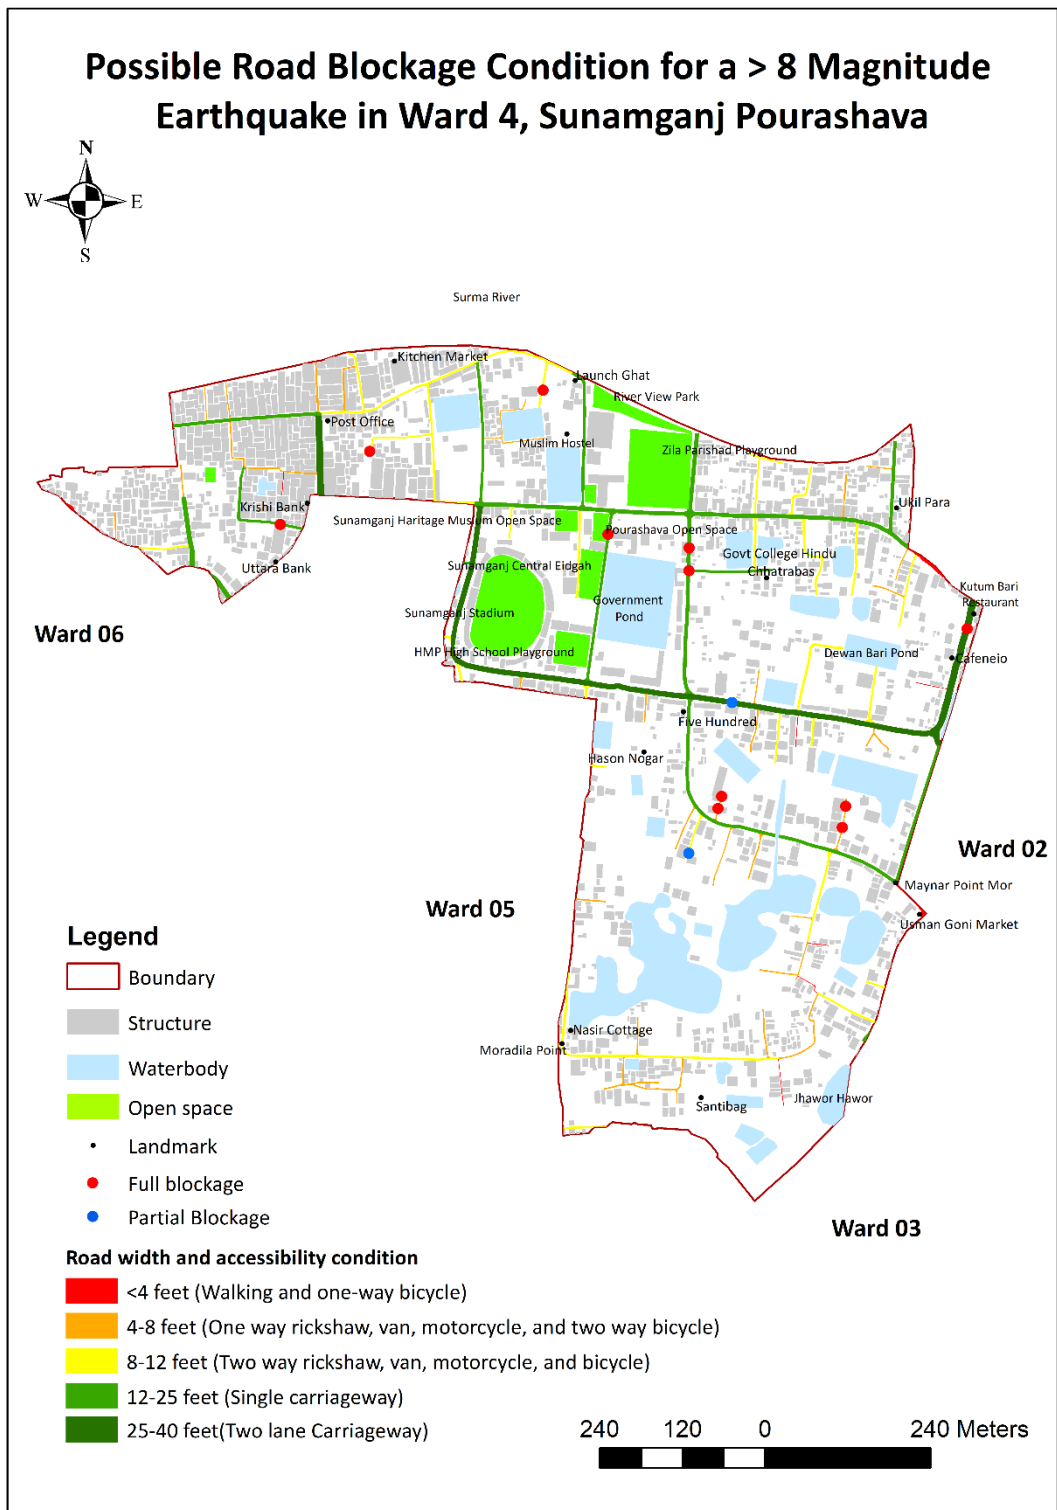 Possible Road Blockage Condition for a > 8 Magnitude
Earthquake in Ward 4, Sunamganj Pourashava
N
W
E
S
Surma River
Kitchen Market
Launch Ghat
River View Park
Post Office
Muslim Hostel
Zila Parishad Playground
Krishi Bank
Ukil Para
Sunamganj Haritage Musium Open Space
Pourashava Open Space
Govt College Hindu
Chhatrabas
Uttara Bank
Sunamganj Central Eidgah
Kutum Bari
Restaurant
Government
Pond
Sunamganj Stadium
Ward 06
HMP High School Playground
Dewan Bari Pond
Cafeneio
Five Hundred
Hason Nogar
Ward 02
Maynar Point Mor
Ward 05
Usman Goni Market
Nasir Cottage
Moradila Point
Santibag
Jhawor Hawor
Ward 03
Legend
Boundary
Structure
Waterbody
Open space
Landmark
Full blockage
Partial Blockage
Road width and accessibility condition
<4 feet (Walking and one-way bicycle)
4-8 feet (One way rickshaw, van, motorcycle, and two way bicycle)
8-12 feet (Two way rickshaw, van, motorcycle, and bicycle)
12-25 feet (Single carriageway)
25-40 feet(Two lane Carriageway)
240 120 0 240 Meters